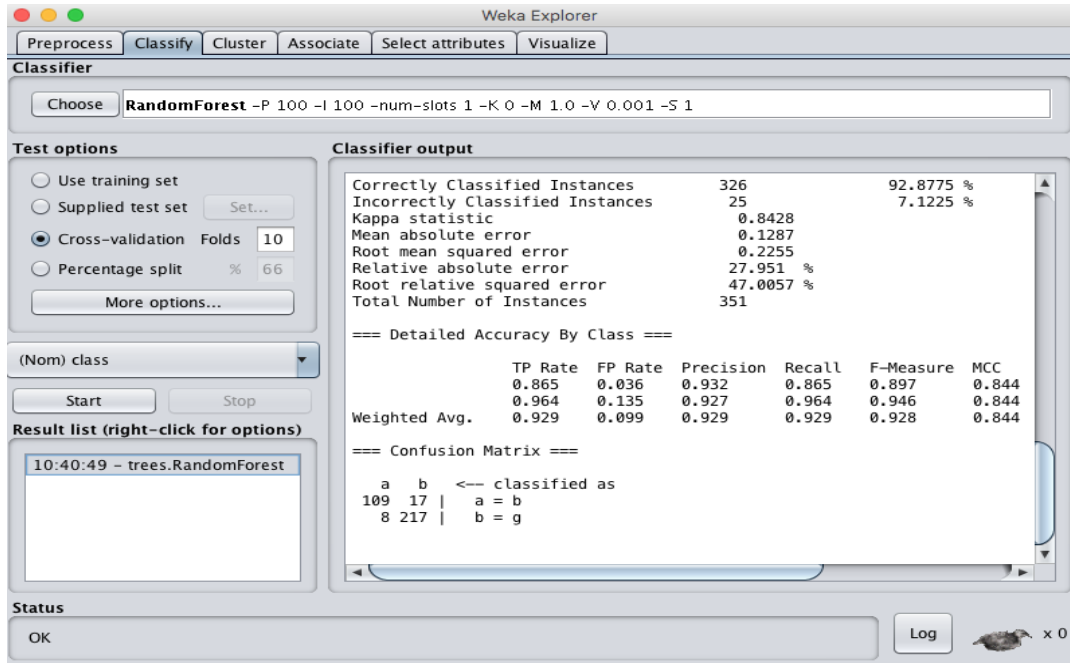 Weka Explorer
Preprocess Classify Cluster Associate Select attributes Visualize
Classifier
Choose RandomForest -P 100 -I 100 -num-slots 1 -K 0 -M 1.0 -V 0.001 -S 1
Test options
Use training set
Supplied test set Set...
Cross-validation Folds 10
Percentage split % 66
More options...
(Nom) class
Start Stop
Result list (right-click for options)
10:40:49 - trees.RandomForest
Classifier output
Correctly Classified Instances 326 92.8775 %
Incorrectly Classified Instances 25 7.1225 %
Kappa statistic 0.8428
Mean absolute error 0.1287
Root mean squared error 0.2255
Relative absolute error 27.951 %
Root relative squared error 47.0057 %
Total Number of Instances 351
=== Detailed Accuracy By Class ===
TP Rate FP Rate Precision Recall F-Measure MCC
0.865 0.036 0.932 0.865 0.897 0.844
0.964 0.135 0.927 0.964 0.946 0.844
Weighted Avg. 0.929 0.099 0.929 0.929 0.928 0.844
=== Confusion Matrix ===
a b <-- classified as
109 17 | a = b
8 217 | b = g
Status
OK
Log x 0